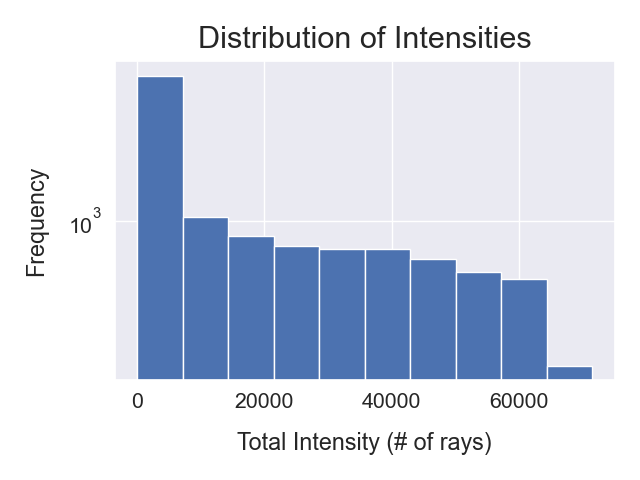 Distribution of Intensities
Frequency
10^3
0 20000 40000 60000
Total Intensity (# of rays)